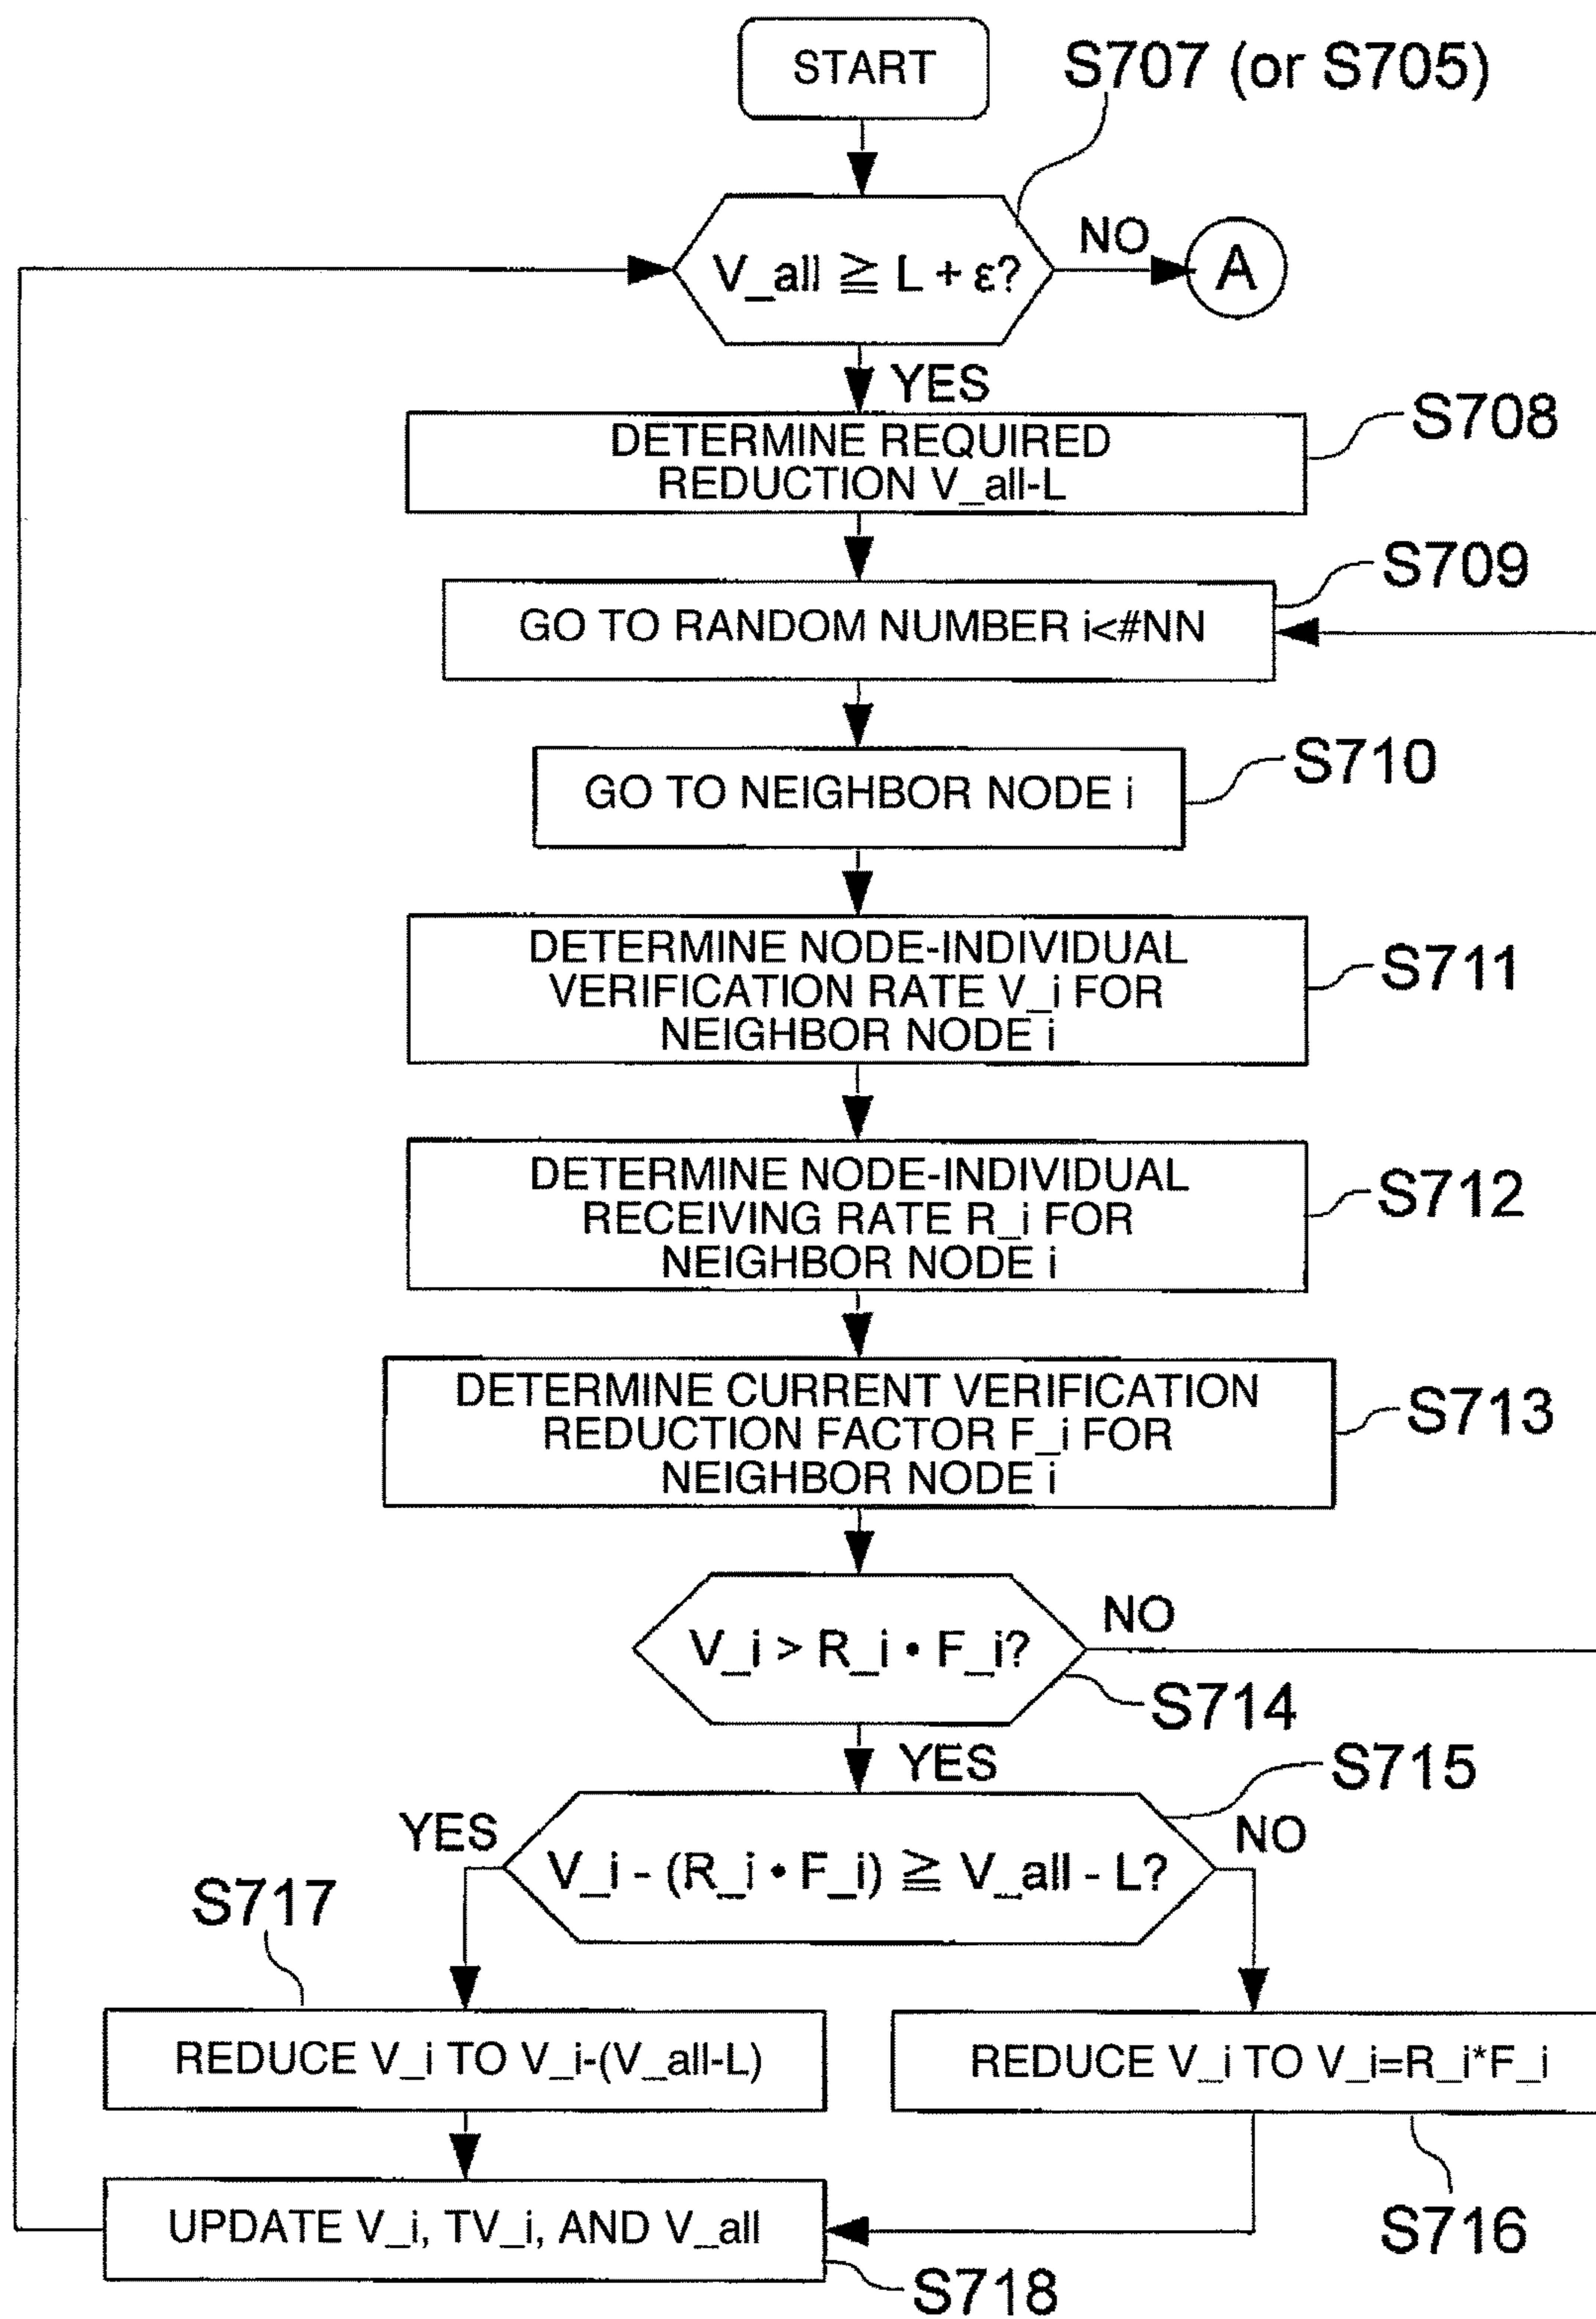 START
S707 (or S705)
V_all ≧ L + ε?
NO
A
YES
DETERMINE REQUIRED
REDUCTION V_all-L
S708
S709
GO TO RANDOM NUMBER i<#NN
S710
GO TO NEIGHBOR NODE i
DETERMINE NODE-INDIVIDUAL
VERIFICATION RATE V_i FOR
NEIGHBOR NODE i
S711
DETERMINE NODE-INDIVIDUAL
RECEIVING RATE R_i FOR
NEIGHBOR NODE i
S712
DETERMINE CURRENT VERIFICATION
REDUCTION FACTOR F_i FOR
NEIGHBOR NODE i
S713
V_i > R_i • F_i?
NO
S714
YES
S715
YES
V_i - (R_i • F_i) ≧ V_all - L?
NO
S717
REDUCE V_i TO V_i-(V_all-L)
REDUCE V_i TO V_i=R_i*F_i
S716
UPDATE V_i, TV_i, AND V_all
S718